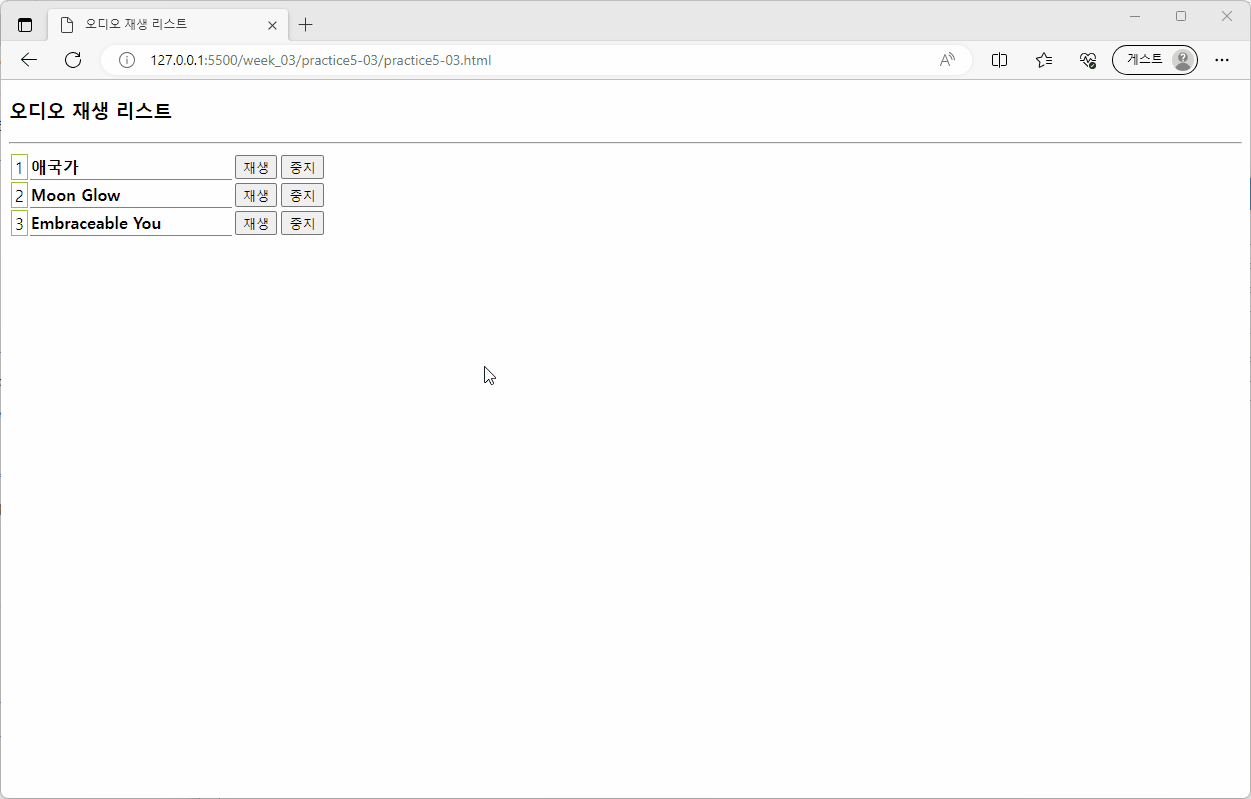 오디오 재생 리스트
127.0.0.1:5500/week_03/practice5-03/practice5-03.html
게스트
오디오 재생 리스트
1 애국가 재생 중지
2 Moon Glow 재생 중지
3 Embraceable You 재생 중지